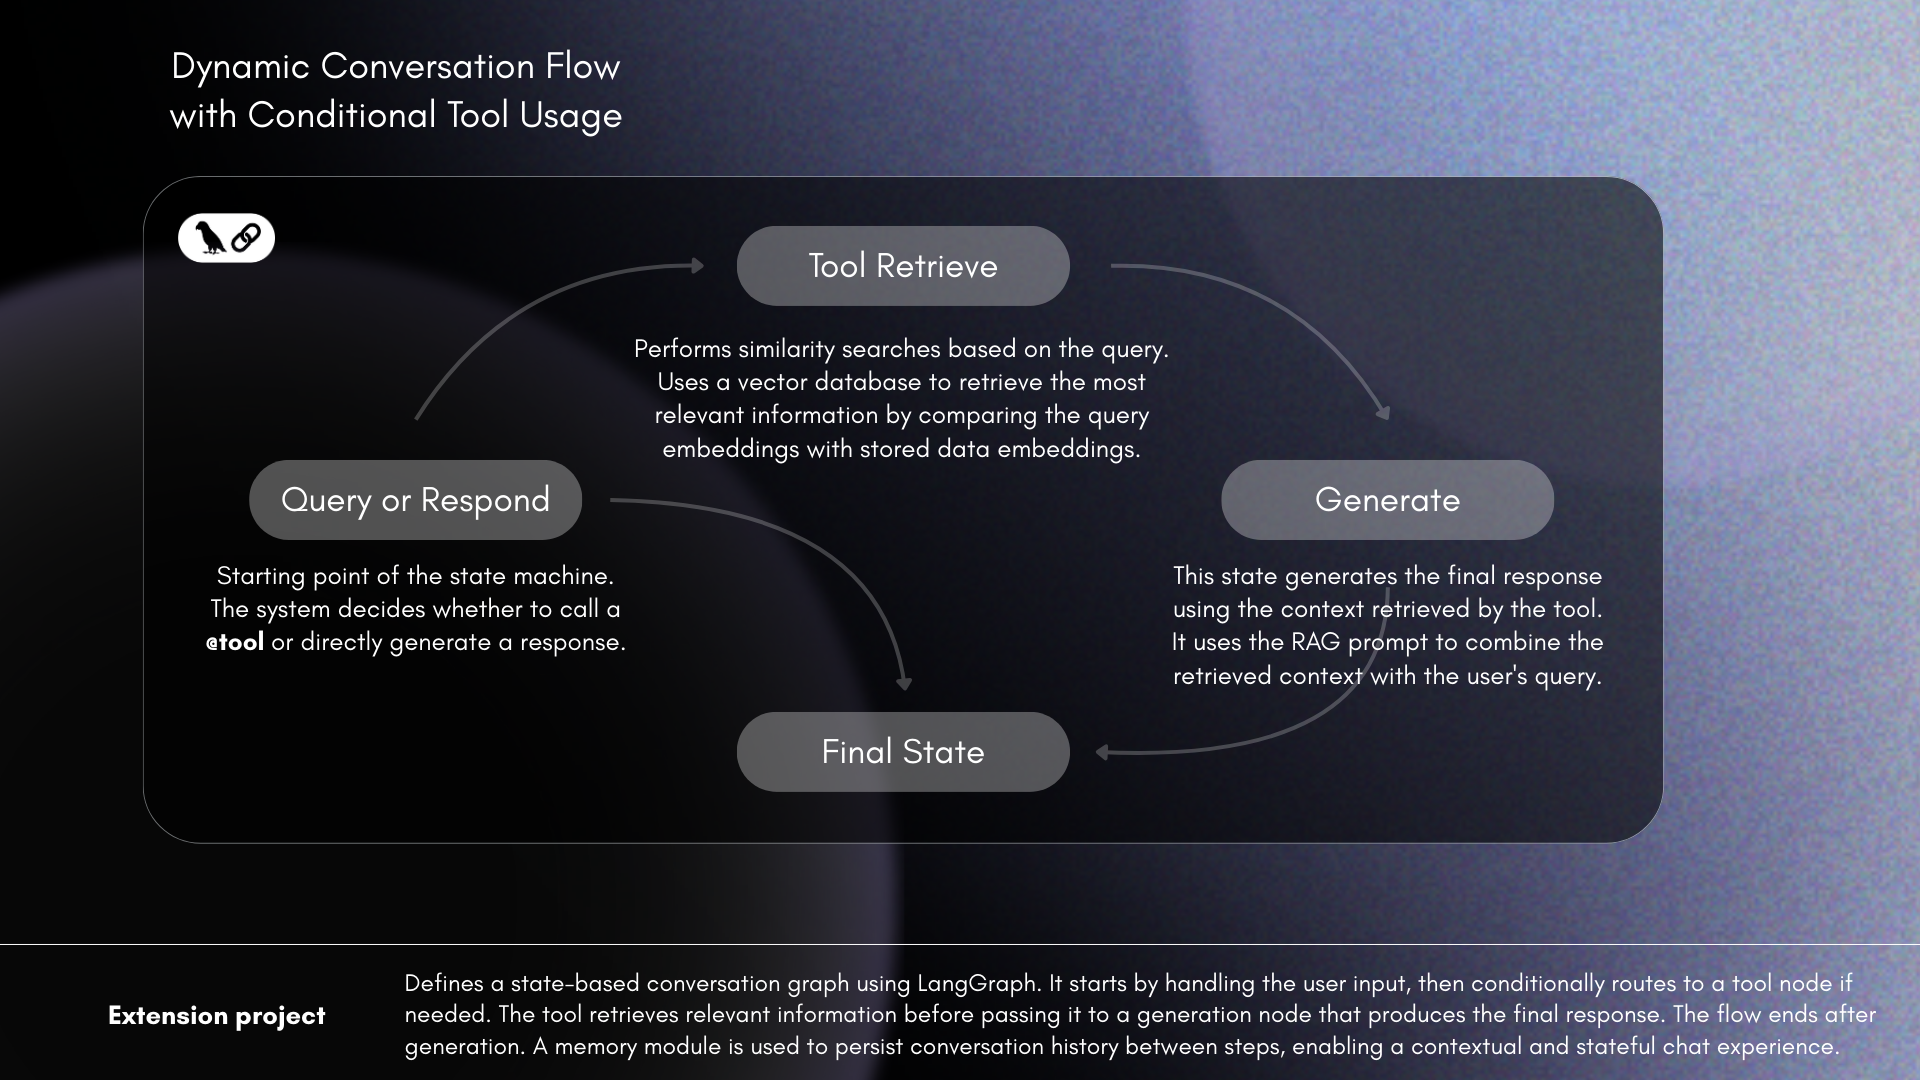 Dynamic Conversation Flow
with Conditional Tool Usage
Tool Retrieve
Performs similarity searches based on the query.
Uses a vector database to retrieve the most
relevant information by comparing the query
embeddings with stored data embeddings.
Query or Respond
Starting point of the state machine.
The system decides whether to call a
@tool or directly generate a response.
Generate
This state generates the final response
using the context retrieved by the tool.
It uses the RAG prompt to combine the
retrieved context with the user's query.
Final State
Extension project
Defines a state-based conversation graph using LangGraph. It starts by handling the user input, then conditionally routes to a tool node if
needed. The tool retrieves relevant information before passing it to a generation node that produces the final response. The flow ends after
generation. A memory module is used to persist conversation history between steps, enabling a contextual and stateful chat experience.